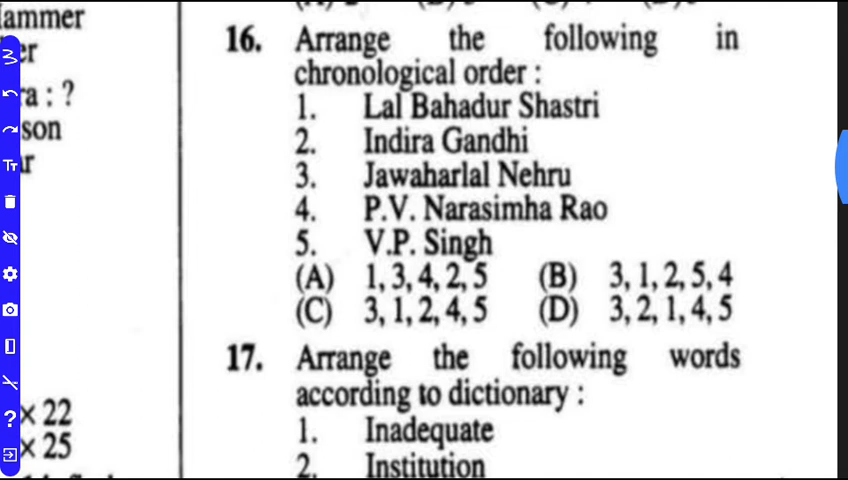 ammer
er
ra : ?
son
ar
× 22
× 25
16. Arrange the following in
chronological order :
1. Lal Bahadur Shastri
2. Indira Gandhi
3. Jawaharlal Nehru
4. P.V. Narasimha Rao
5. V.P. Singh
(A) 1, 3, 4, 2, 5 (B) 3, 1, 2, 5, 4
(C) 3, 1, 2, 4, 5 (D) 3, 2, 1, 4, 5
17. Arrange the following words
according to dictionary :
1. Inadequate
2. Institution